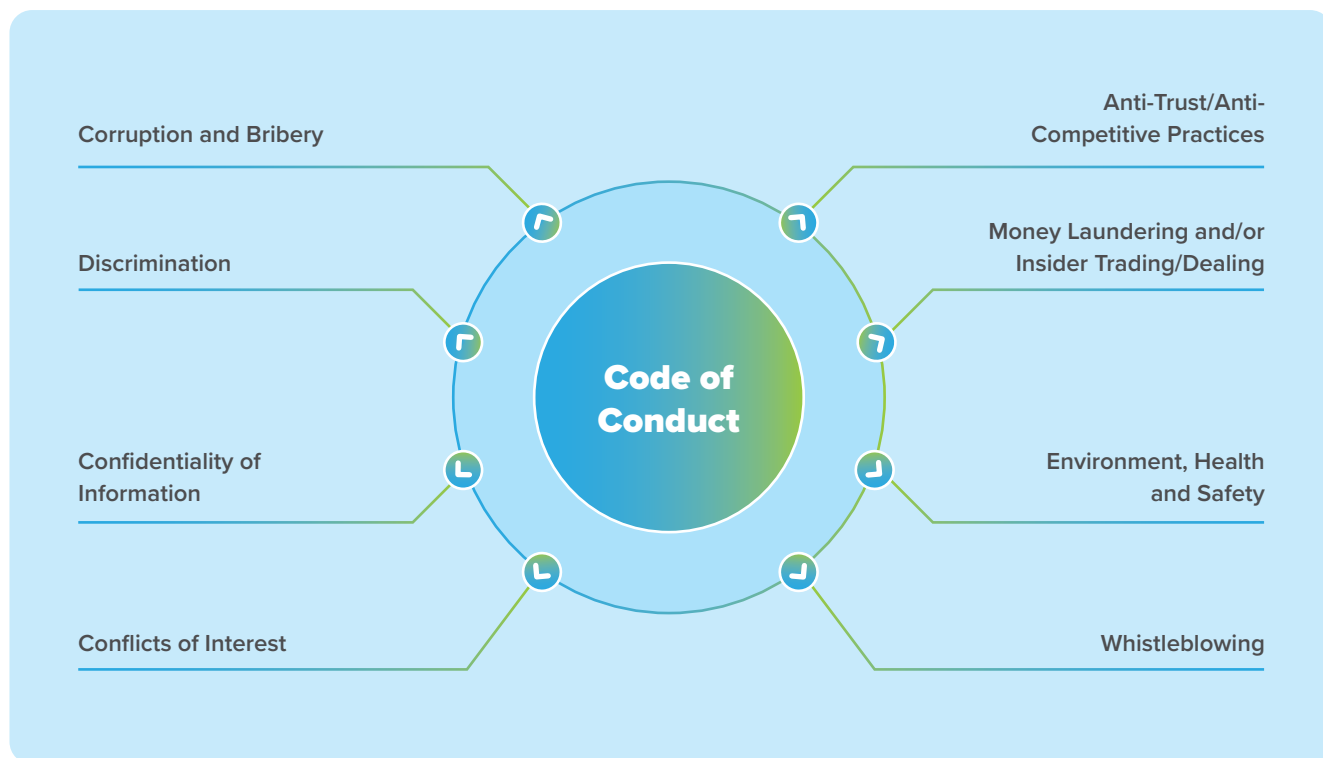 Corruption and Bribery
Discrimination
Confidentiality of
Information
Conflicts of Interest
Code of
Conduct
Anti-Trust/Anti-
Competitive Practices
Money Laundering and/or
Insider Trading/Dealing
Environment, Health
and Safety
Whistleblowing